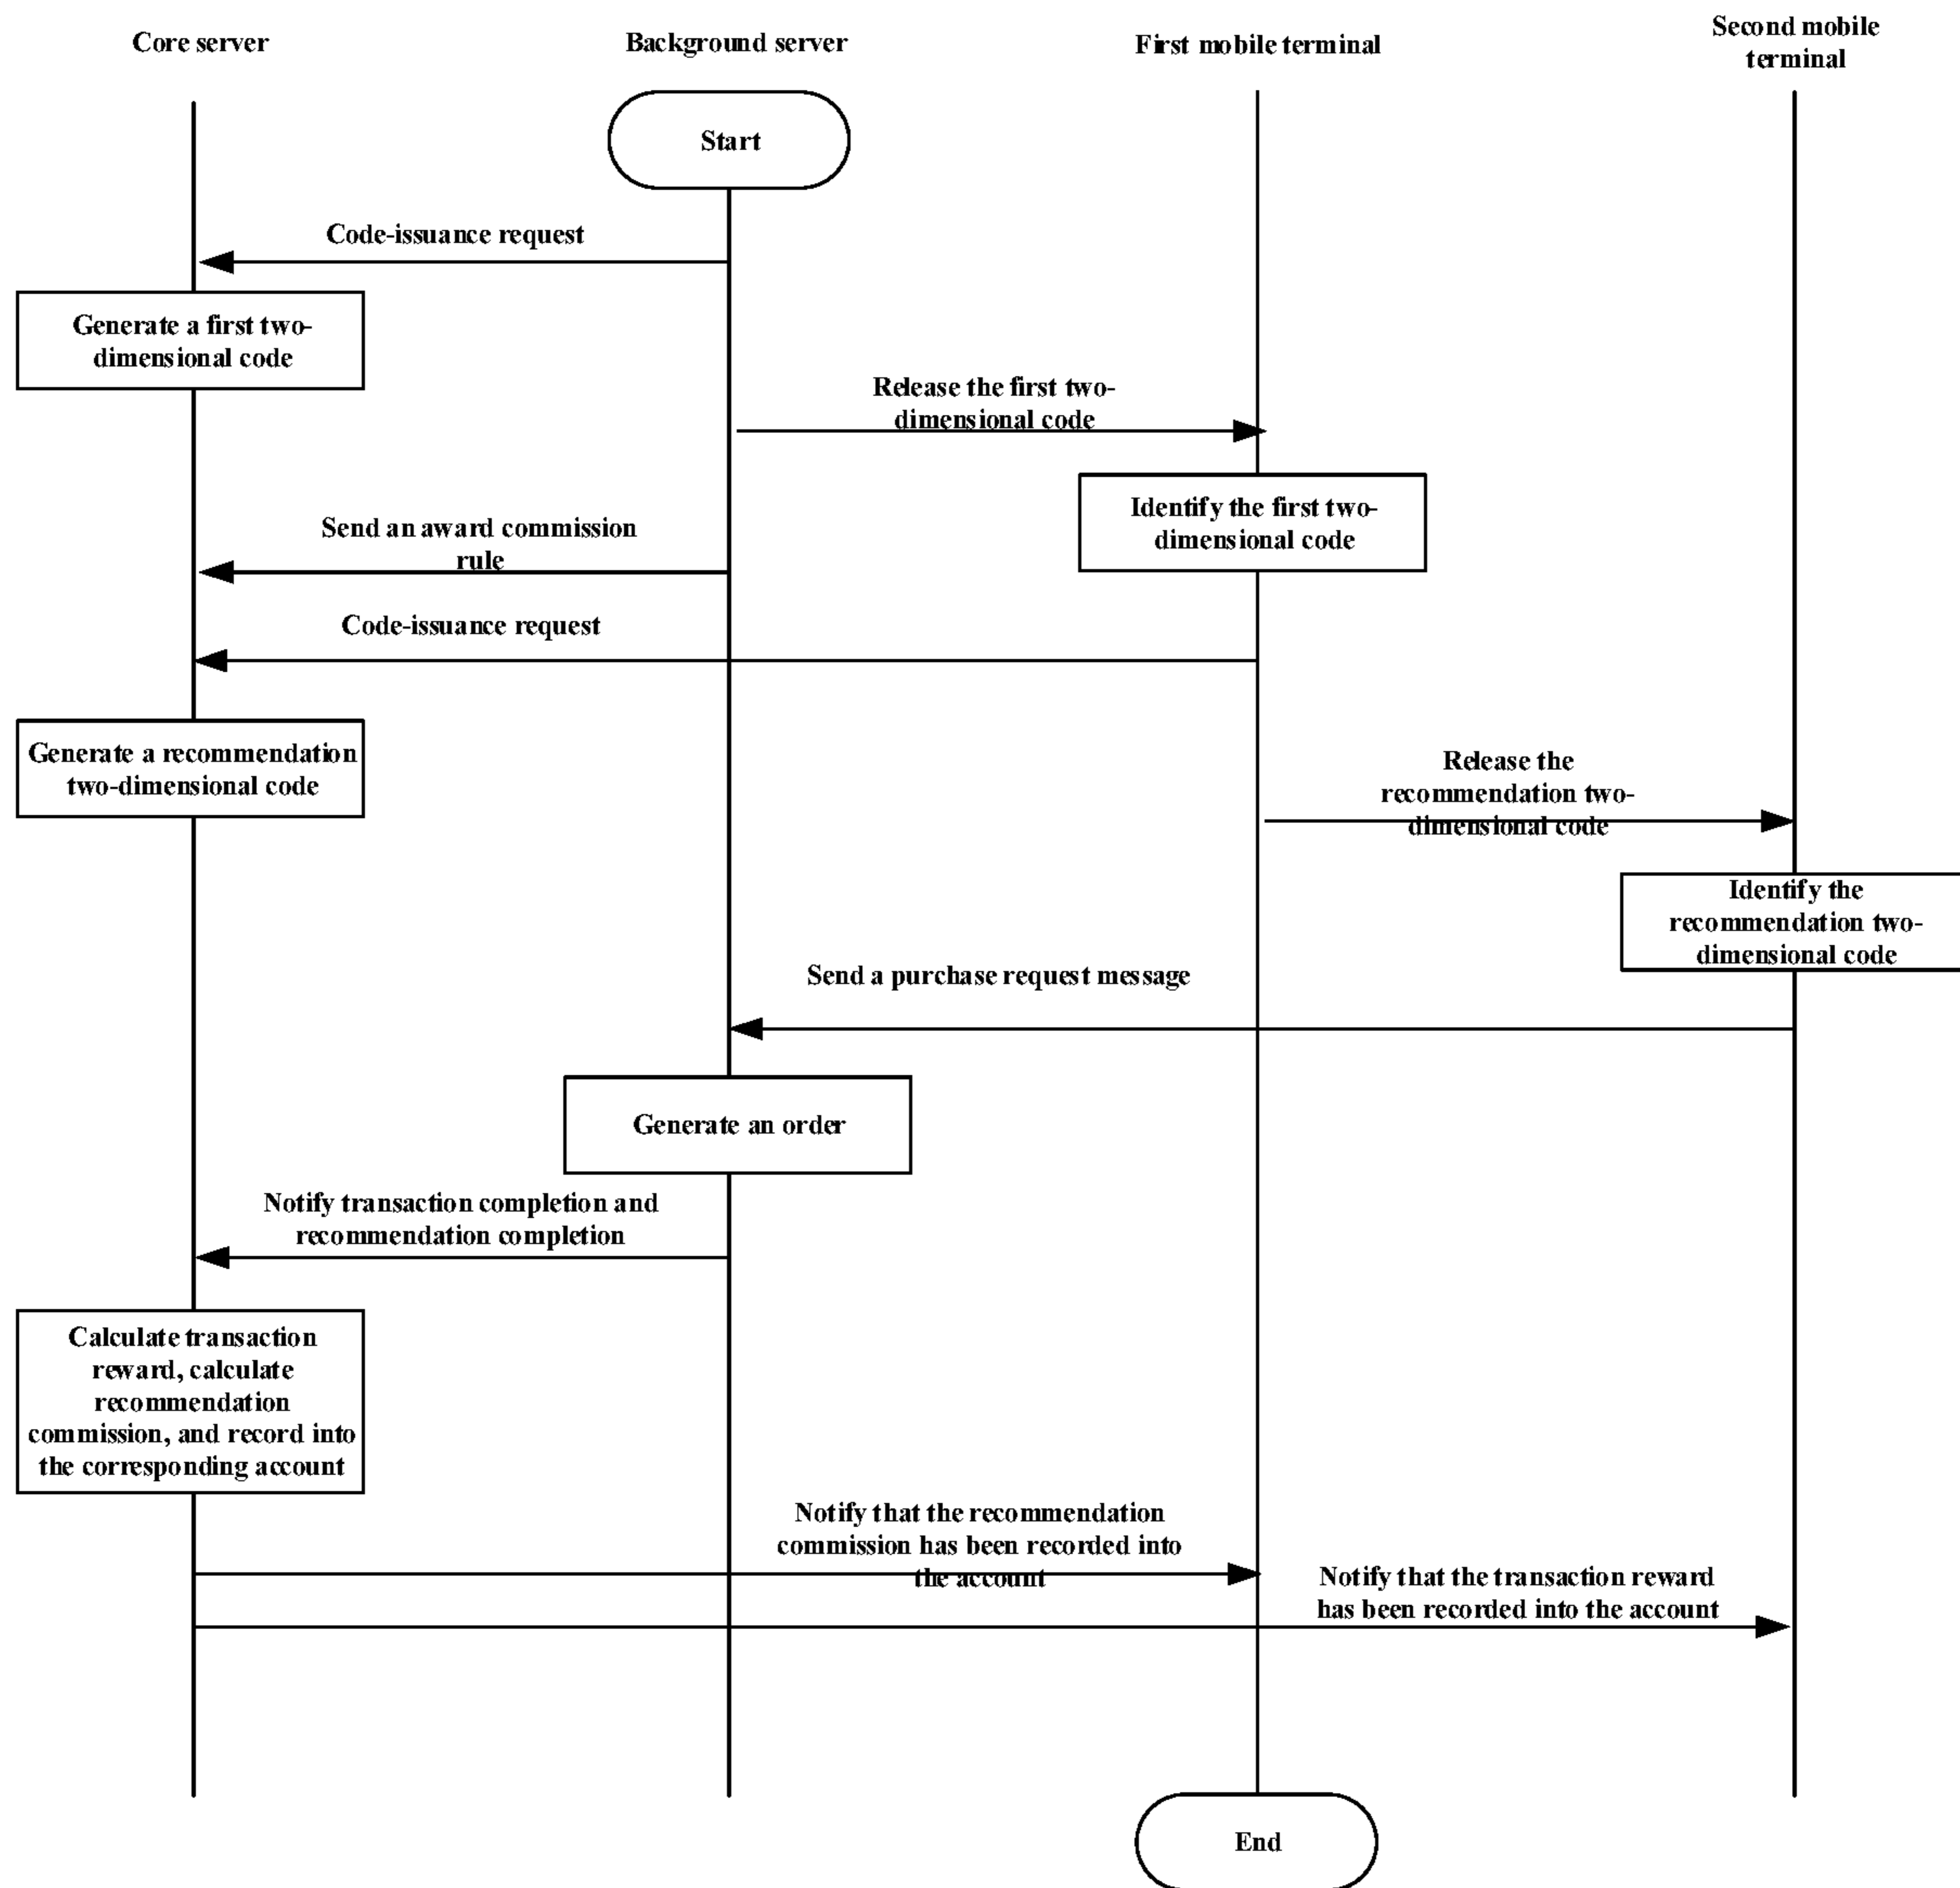 Core server
Background server
First mobile terminal
Second mobile
terminal
Start
Code-issuance request
Generate a first two-
dimensional code
Release the first two-
dimensional code
Identify the first two-
dimensional code
Send an award commission
rule
Code-issuance request
Generate a recommendation
two-dimensional code
Release the
recommendation two-
dimensional code
Identify the
recommendation two-
dimensional code
Send a purchase request message
Generate an order
Notify transaction completion and
recommendation completion
Calculate transaction
reward, calculate
recommendation
commission, and record into
the corresponding account
Notify that the recommendation
commission has been recorded into
the account
Notify that the transaction reward
has been recorded into the account
End